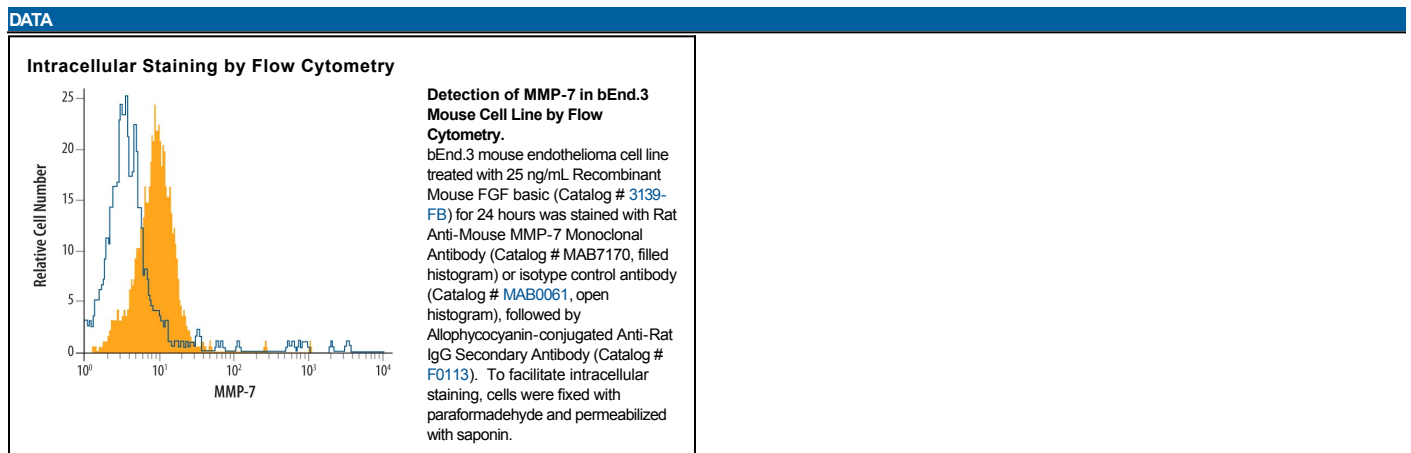 DATA
Intracellular Staining by Flow Cytometry
25
20
15
10
5
0
Relative Cell Number
10⁰ 10¹ 10² 10³ 10⁴
MMP-7
Detection of MMP-7 in bEnd.3
Mouse Cell Line by Flow
Cytometry.
bEnd.3 mouse endothelioma cell line
treated with 25 ng/mL Recombinant
Mouse FGF basic (Catalog # 3139-
FB) for 24 hours was stained with Rat
Anti-Mouse MMP-7 Monoclonal
Antibody (Catalog # MAB7170, filled
histogram) or isotype control antibody
(Catalog # MAB0061, open
histogram), followed by
Allophycocyanin-conjugated Anti-Rat
IgG Secondary Antibody (Catalog #
F0113). To facilitate intracellular
staining, cells were fixed with
paraformadehyde and permeabilized
with saponin.